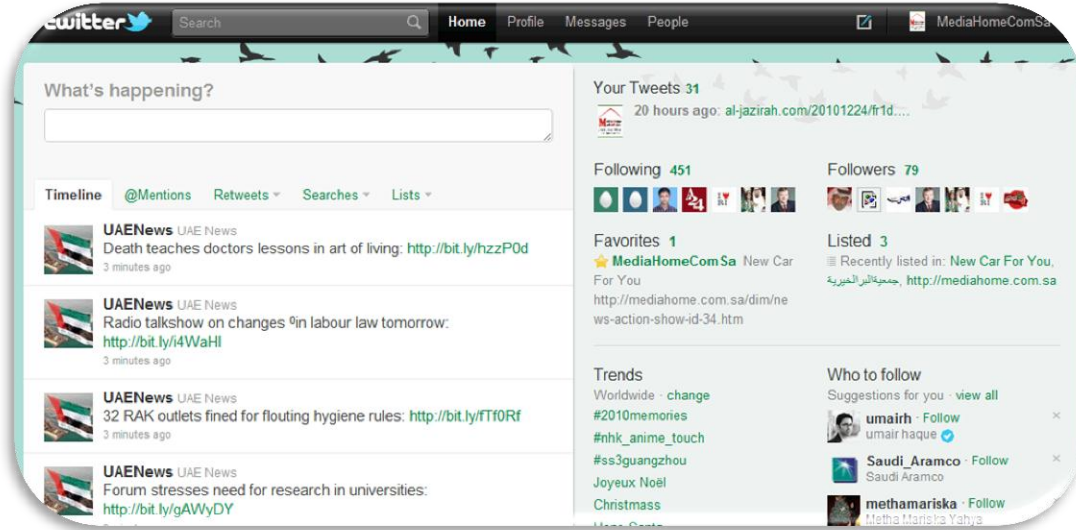 twitter
Search
Home Profile Messages People
MediaHomeComSa
What's happening?
Timeline @Mentions Retweets Searches Lists
UAENews UAE News
Death teaches doctors lessons in art of living: http://bit.ly/hzzP0d
3 minutes ago
UAENews UAE News
Radio talkshow on changes ºin labour law tomorrow:
http://bit.ly/i4WaHI
3 minutes ago
UAENews UAE News
32 RAK outlets fined for flouting hygiene rules: http://bit.ly/fTf0Rf
3 minutes ago
UAENews UAE News
Forum stresses need for research in universities:
http://bit.ly/gAWyDY
Your Tweets 31
20 hours ago: al-jazirah.com/20101224/fr1d....
Following 451
Followers 79
Favorites 1
MediaHomeComSa New Car
For You
http://mediahome.com.sa/dim/ne
ws-action-show-id-34.htm
Listed 3
Recently listed in: New Car For You,
جمعيةالبرالخيرية, http://mediahome.com.sa
Trends
Worldwide · change
#2010memories
#nhk_anime_touch
#ss3guangzhou
Joyeux Noël
Christmass
Who to follow
Suggestions for you · view all
umairh · Follow
umair haque
Saudi_Aramco · Follow
Saudi Aramco
methamariska · Follow
Metha Mariska Yahya